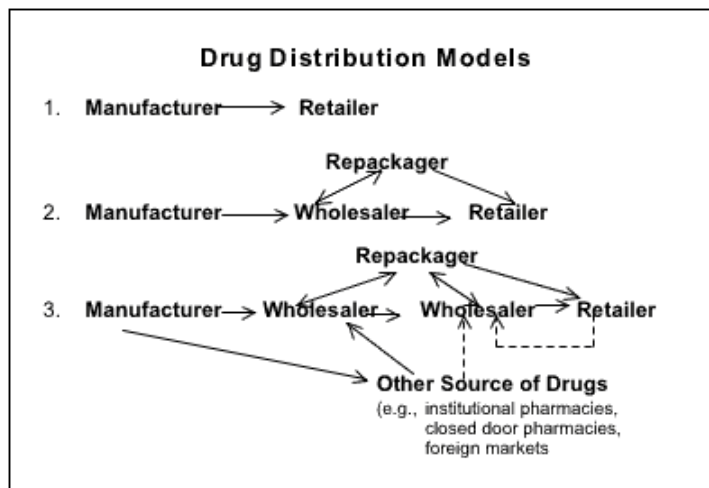 Drug Distribution Models
1. Manufacturer Retailer
Repackager
2. Manufacturer Wholesaler Retailer
Repackager
3. Manufacturer Wholesaler Wholesaler Retailer
Other Source of Drugs
(e.g., institutional pharmacies,
closed door pharmacies,
foreign markets